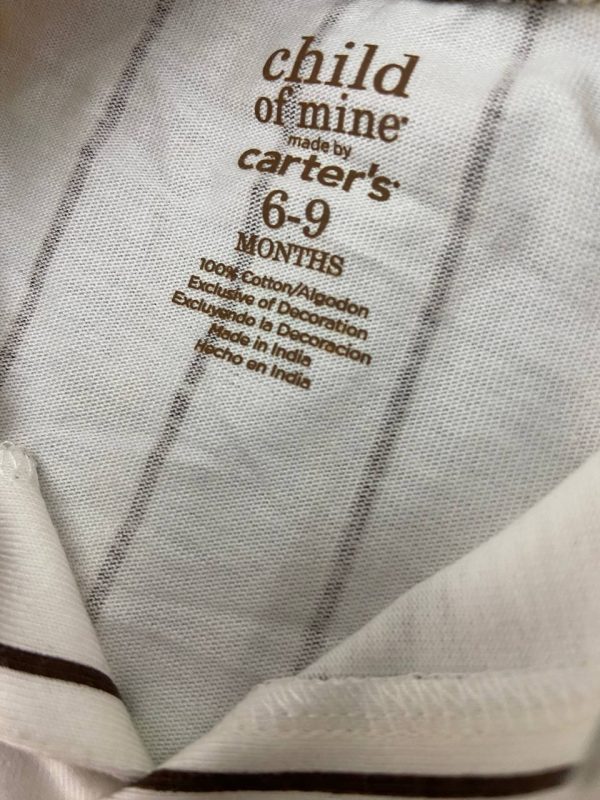 child
of mine®
made by
carter's®
6-9
MONTHS
100% Cotton/Algodon
Exclusive of Decoration
Excluyendo la Decoracion
Made in India
Hecho en India